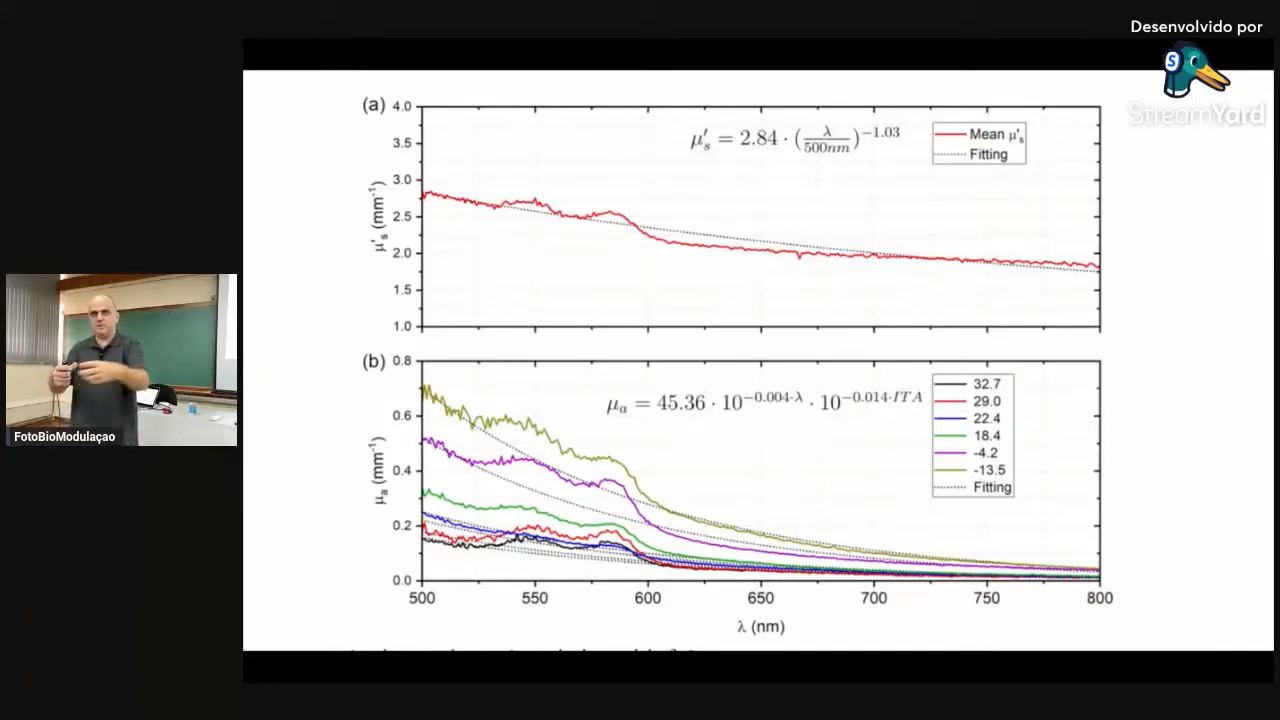 Desenvolvido por
S
StreamYard
(a)
4.0
3.5
3.0
2.5
2.0
1.5
1.0
μ's (mm⁻¹)
μ′s = 2.84 · (λ/500nm)^−1.03
Mean μ's
Fitting
(b)
0.8
0.6
0.4
0.2
0.0
μa (mm⁻¹)
μa = 45.36 · 10^−0.004·λ · 10^−0.014·ITA
32.7
29.0
22.4
18.4
-4.2
-13.5
Fitting
500 550 600 650 700 750 800
λ (nm)
FotoBioModulaçao